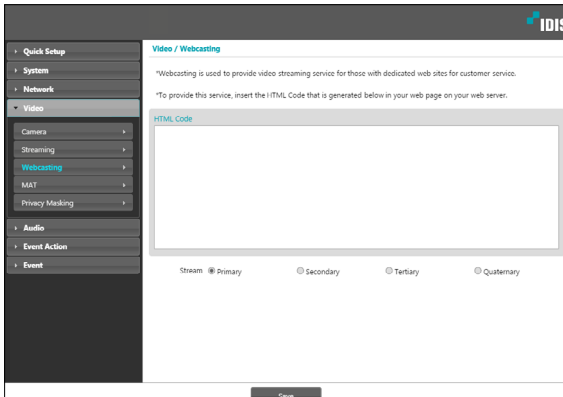 IDIS
Quick Setup
System
Network
Video
Camera
Streaming
Webcasting
MAT
Privacy Masking
Audio
Event Action
Event
Video / Webcasting
*Webcasting is used to provide video streaming service for those with dedicated web sites for customer service.
*To provide this service, insert the HTML Code that is generated below in your web page on your web server.
HTML Code
Stream Primary Secondary Tertiary Quaternary
Save